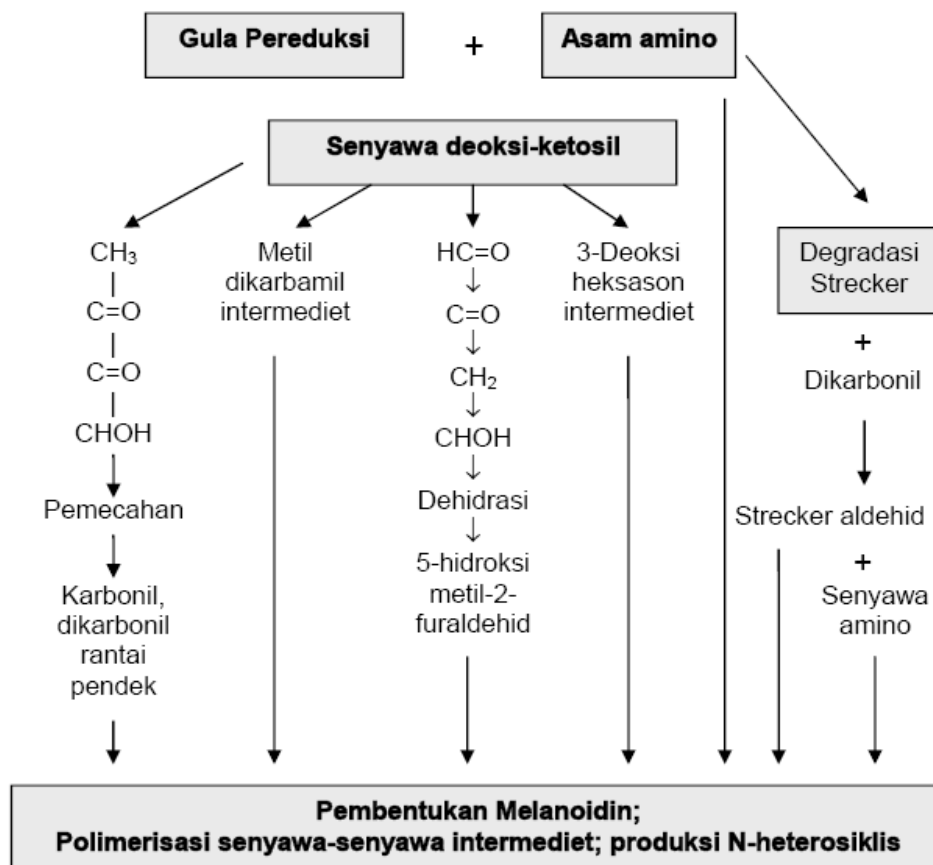 Gula Pereduksi
+
Asam amino
Senyawa deoksi-ketosil
CH₃
C=O
C=O
CHOH
Pemecahan
Karbonil,
dikarbonil
rantai
pendek
Metil
dikarbamil
intermediet
HC=O
C=O
CH₂
CHOH
Dehidrasi
5-hidroksi
metil-2-
furaldehid
3-Deoksi
heksason
intermediet
Degradasi
Strecker
+
Dikarbonil
Strecker aldehid
+
Senyawa
amino
Pembentukan Melanoidin;
Polimerisasi senyawa-senyawa intermediet; produksi N-heterosiklis